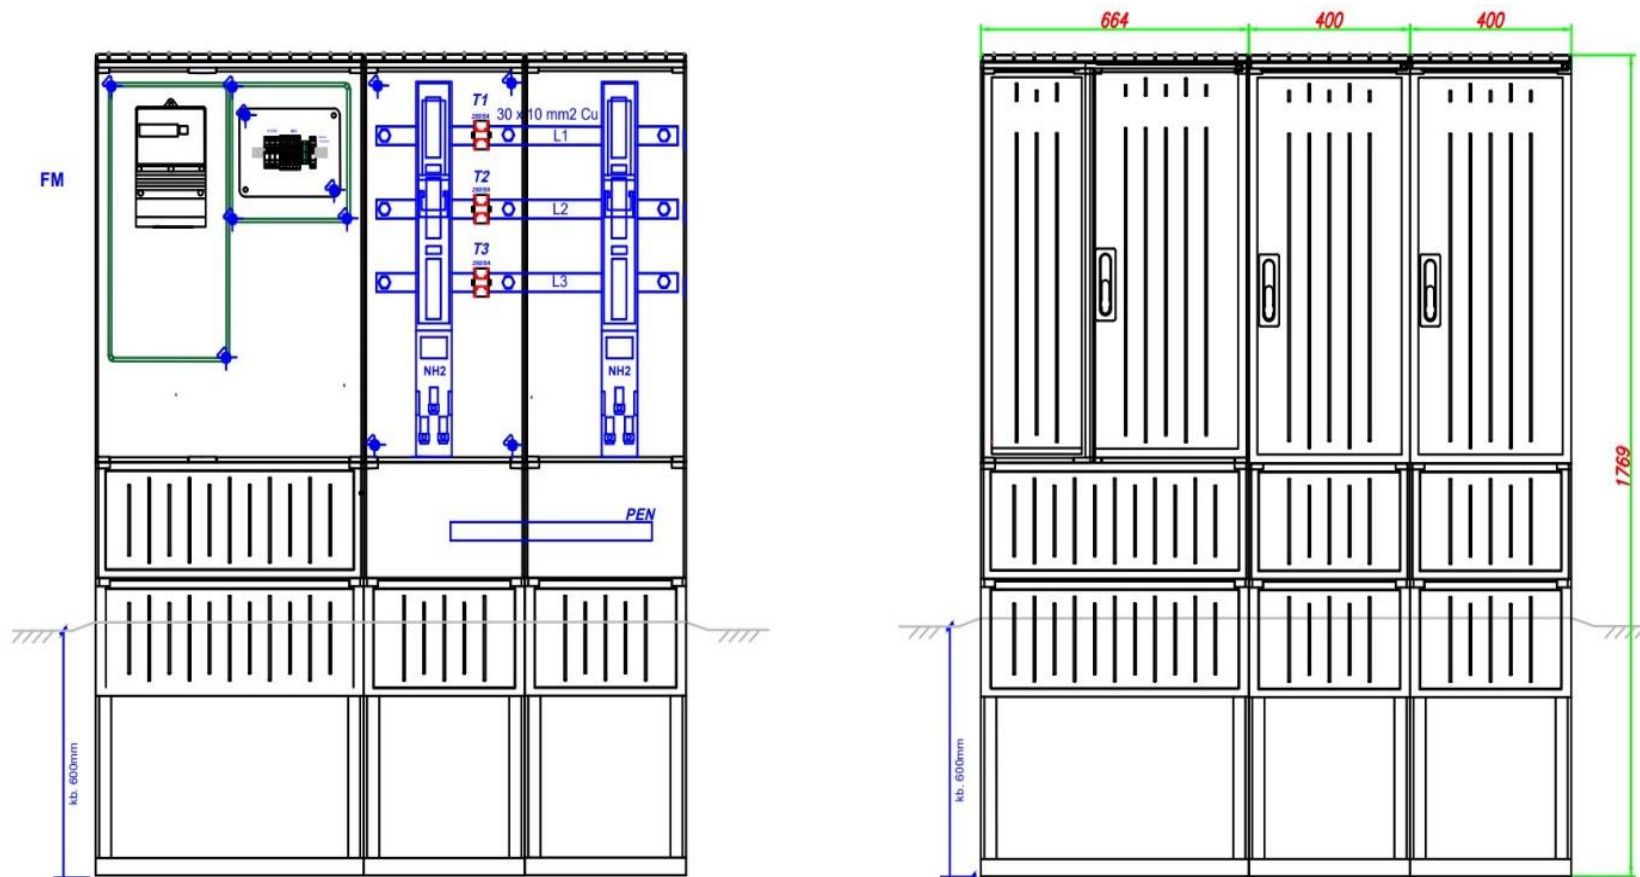 664
400
400
T1
30 x 10 mm2 Cu
L1
FM
T2
L2
T3
L3
NH2
NH2
1769
PEN
kb. 600mm
kb. 600mm